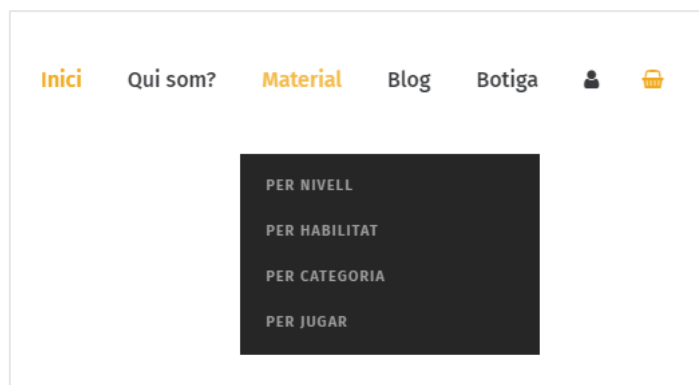 Inici Qui som? Material Blog Botiga
PER NIVELL
PER HABILITAT
PER CATEGORIA
PER JUGAR